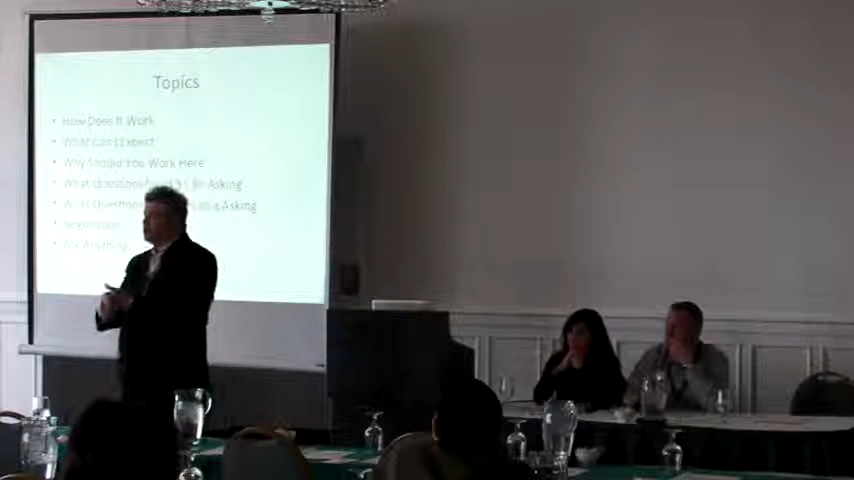 Topics
• How Does It Work
• What Can I Expect
• Why Should You Work Here
• What Questions Asking
• What Questions Asking
• Negotiation
• Ask Anything